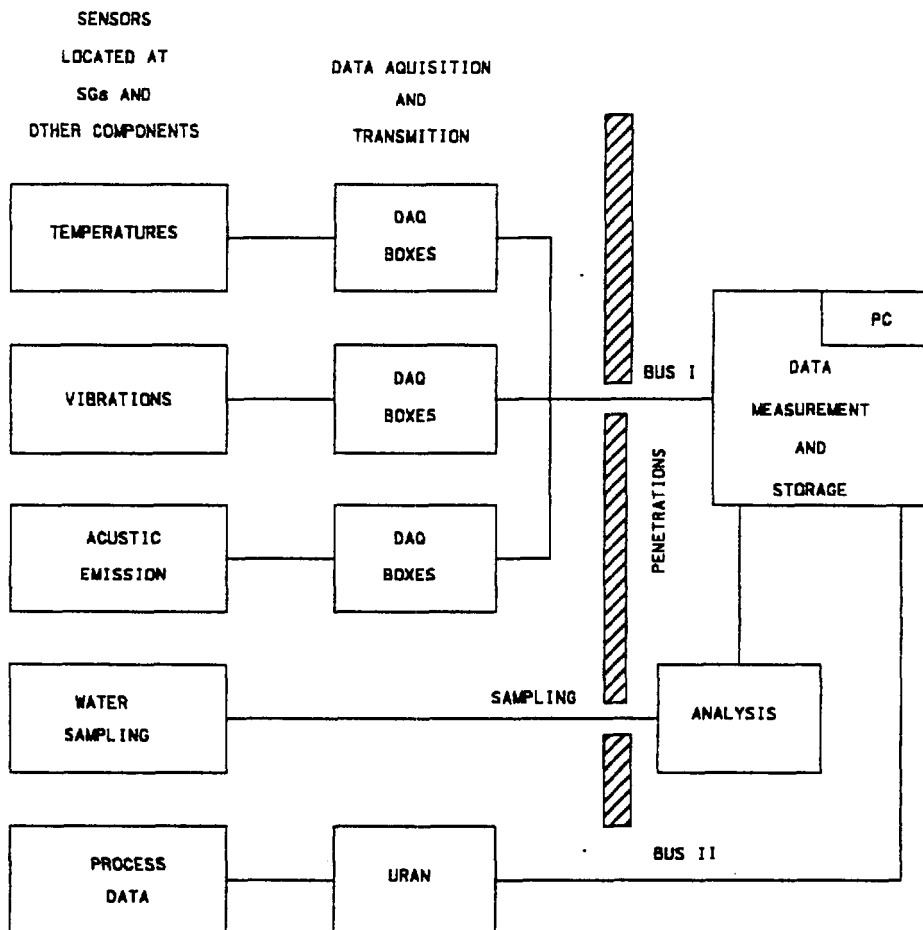 SENSORS
LOCATED AT
SGs AND
OTHER COMPONENTS
DATA AQUISITION
AND
TRANSMITION
TEMPERATURES
DAQ
BOXES
PC
DATA
MEASUREMENT
AND
STORAGE
VIBRATIONS
DAQ
BOXES
BUS I
PENETRATIONS
ACUSTIC
EMISSION
DAQ
BOXES
WATER
SAMPLING
SAMPLING
ANALYSIS
PROCESS
DATA
URAN
BUS II